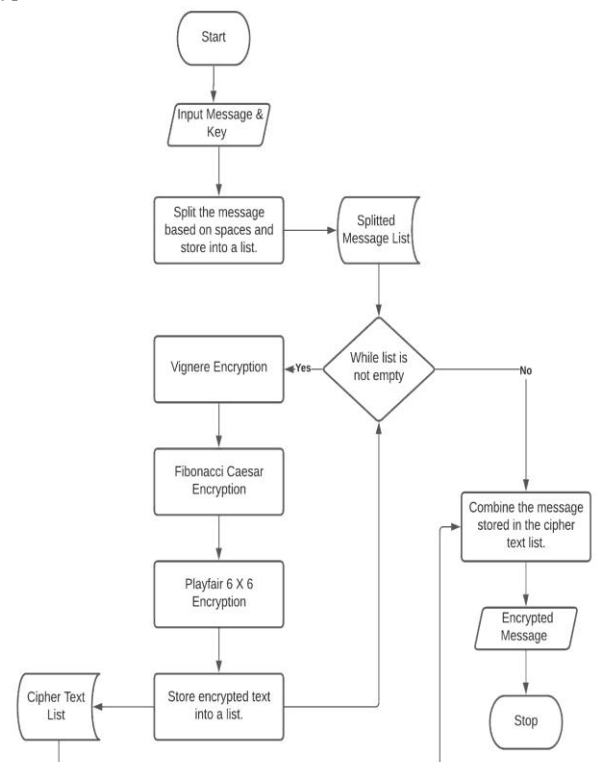 Start
Input Message &
Key
Split the message
based on spaces and
store into a list.
Splitted
Message List
While list is
not empty
Yes
No
Vignere Encryption
Fibonacci Caesar
Encryption
Playfair 6 X 6
Encryption
Store encrypted text
into a list.
Cipher Text
List
Combine the message
stored in the cipher
text list.
Encrypted
Message
Stop